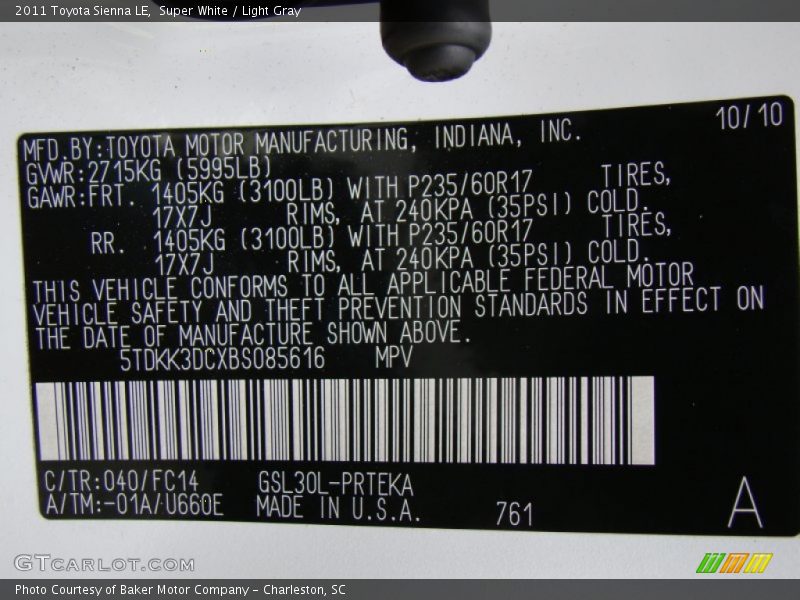 2011 Toyota Sienna LE, Super White / Light Gray
10/10
MFD.BY:TOYOTA MOTOR MANUFACTURING, INDIANA, INC.
GVWR:2715KG (5995LB)
GAWR:FRT. 1405KG (3100LB) WITH P235/60R17 TIRES,
17X7J RIMS, AT 240KPA (35PSI) COLD.
RR. 1405KG (3100LB) WITH P235/60R17 TIRES,
17X7J RIMS, AT 240KPA (35PSI) COLD.
THIS VEHICLE CONFORMS TO ALL APPLICABLE FEDERAL MOTOR
VEHICLE SAFETY AND THEFT PREVENTION STANDARDS IN EFFECT ON
THE DATE OF MANUFACTURE SHOWN ABOVE.
5TDKK3DCXBS085616 MPV
C/TR:040/FC14 GSL30L-PRTEKA
A/TM:-01A/U660E MADE IN U.S.A. 761 A
GTCARLOT.COM
Photo Courtesy of Baker Motor Company - Charleston, SC